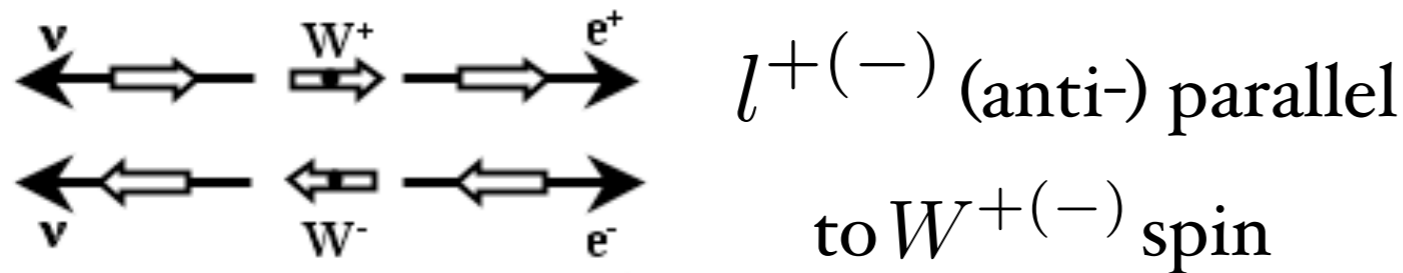 ν W⁺ e⁺
l⁺⁽⁻⁾ (anti-) parallel
ν W⁻ e⁻
to W⁺⁽⁻⁾ spin